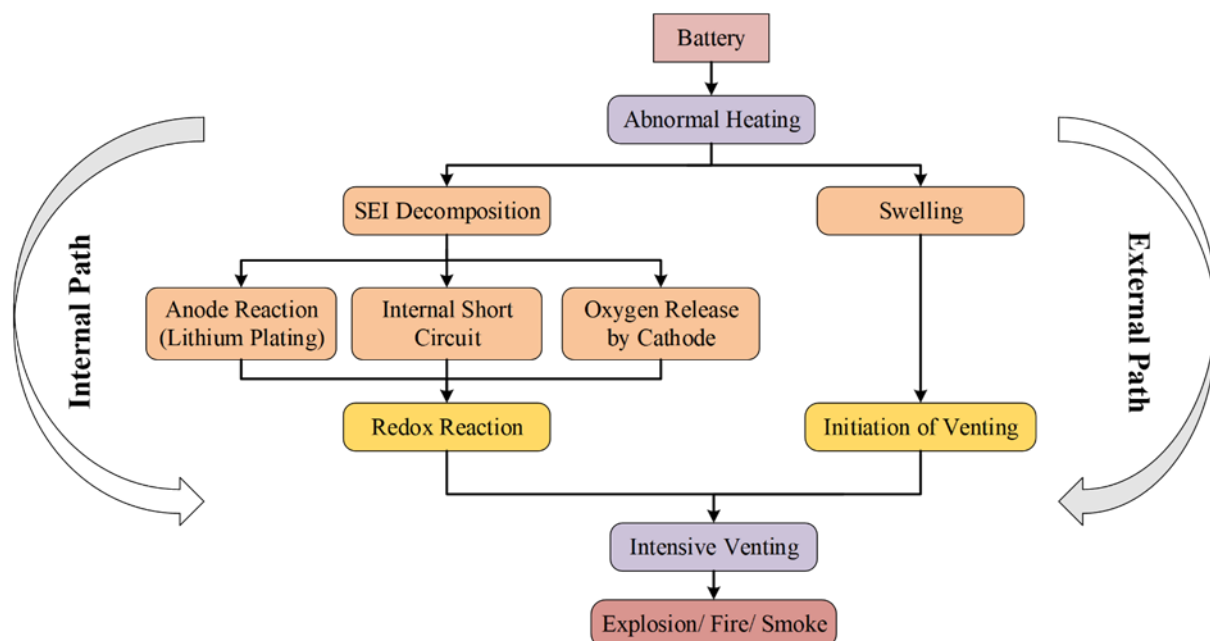 Battery
Abnormal Heating
SEI Decomposition
Swelling
Internal Path
External Path
Anode Reaction
(Lithium Plating)
Internal Short
Circuit
Oxygen Release
by Cathode
Redox Reaction
Initiation of Venting
Intensive Venting
Explosion/ Fire/ Smoke